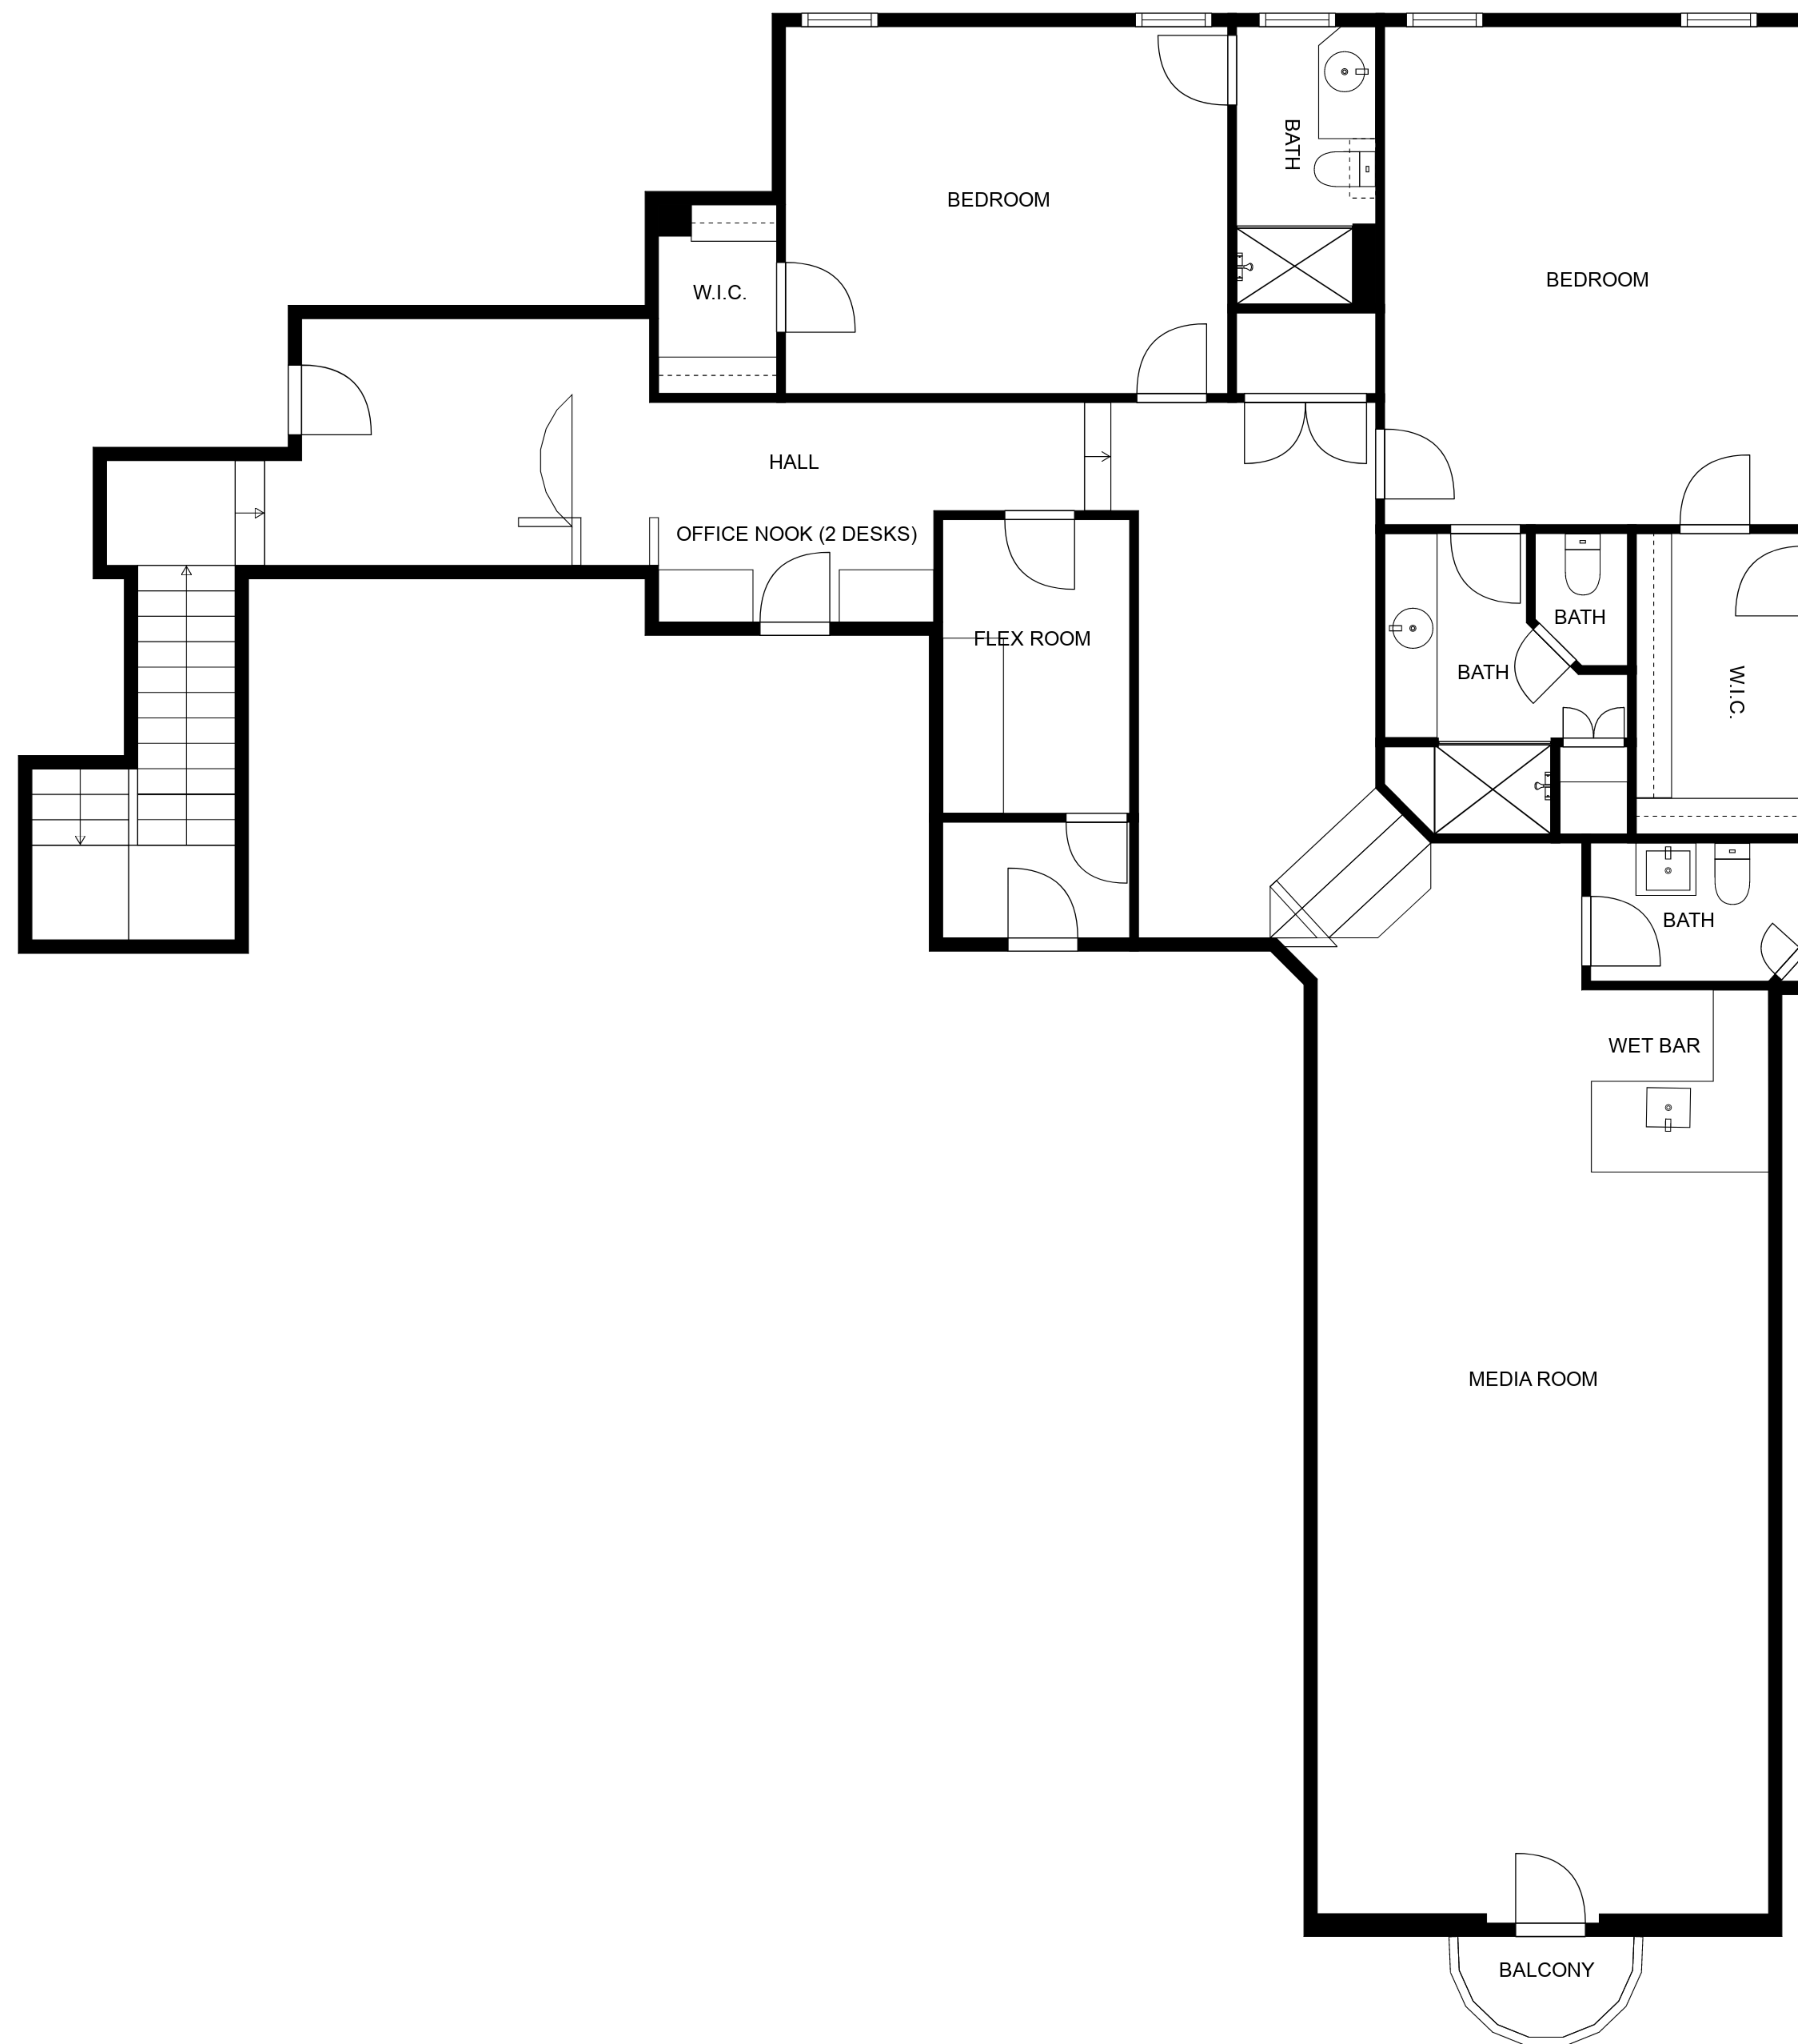 BATH
BEDROOM
BEDROOM
W.I.C.
HALL
OFFICE NOOK (2 DESKS)
BATH
FLEX ROOM
BATH
W.I.C.
BATH
WET BAR
MEDIA ROOM
BALCONY